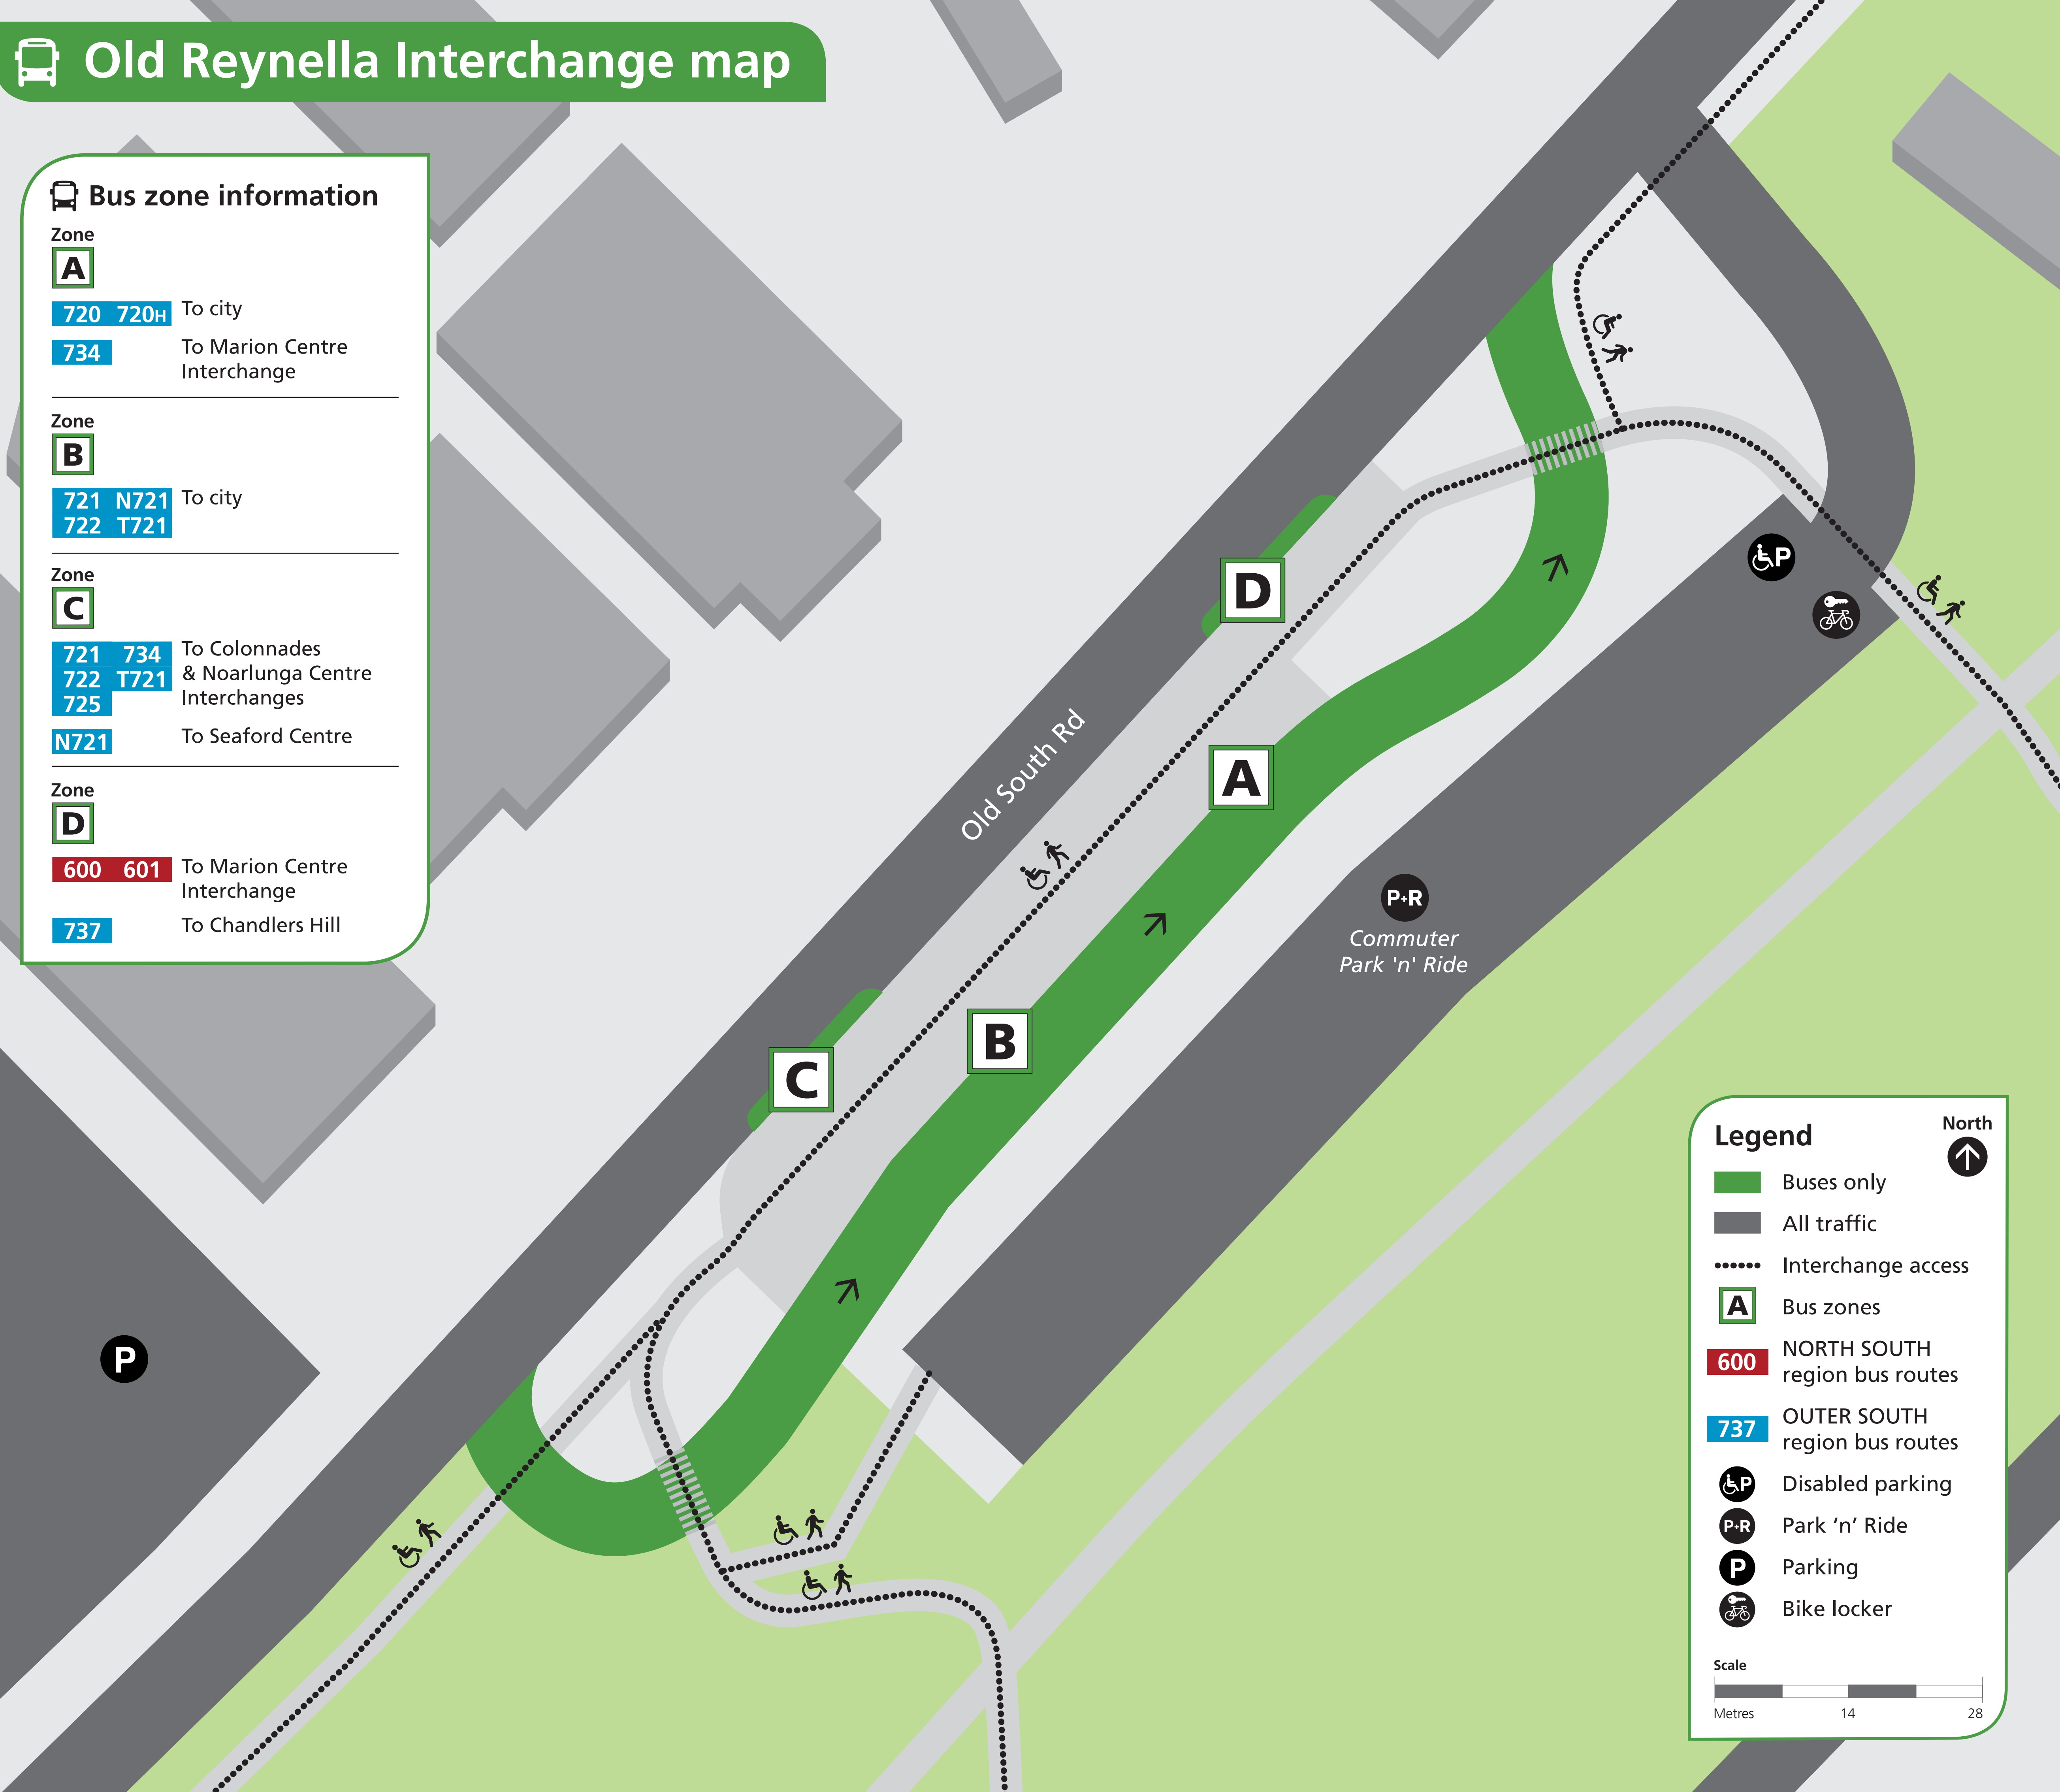 Old Reynella Interchange map
Bus zone information
Zone
A
720 720H To city
734 To Marion Centre
Interchange
Zone
B
721 N721 To city
722 T721
Zone
C
721 734 To Colonnades
722 T721 & Noarlunga Centre
725 Interchanges
N721 To Seaford Centre
Zone
D
600 601 To Marion Centre
Interchange
737 To Chandlers Hill
D
P
Old South Rd
A
P+R
Commuter
Park 'n' Ride
B
C
P
Legend
North
Buses only
All traffic
Interchange access
A Bus zones
600 NORTH SOUTH
region bus routes
737 OUTER SOUTH
region bus routes
P Disabled parking
P+R Park ‘n’ Ride
P Parking
Bike locker
Scale
Metres 14 28